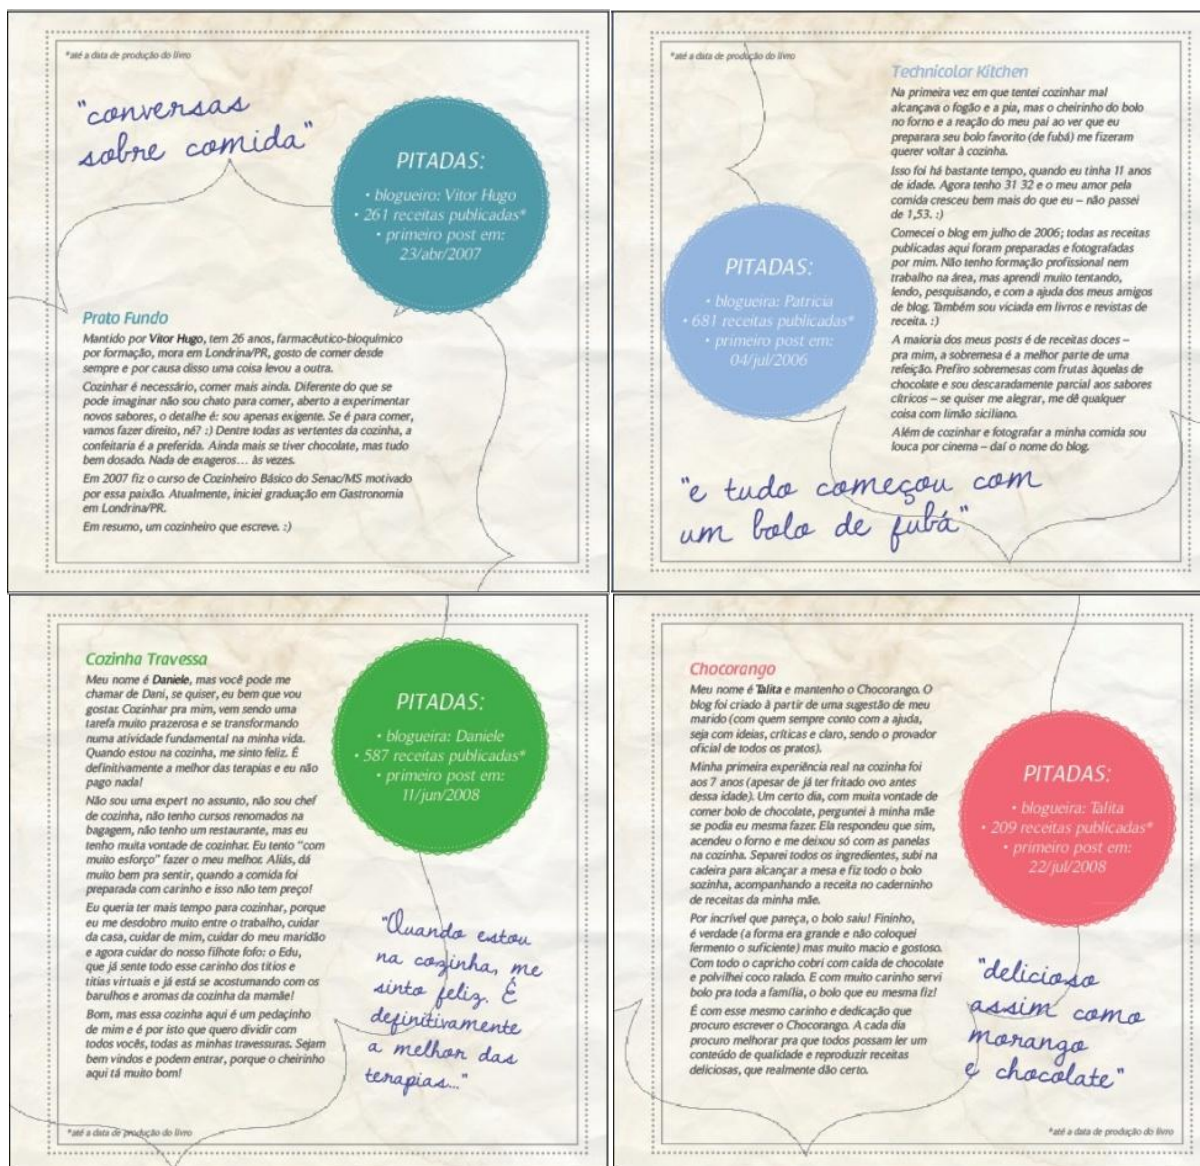 *até a data de produção do livro
"conversas
sobre comida"
PITADAS:
• blogueiro: Vitor Hugo
• 261 receitas publicadas*
• primeiro post em:
23/abr/2007
Prato Fundo
Mantido por Vitor Hugo, tem 26 anos, farmacêutico-bioquímico
por formação, mora em Londrina/PR, gosto de comer desde
sempre e por causa disso uma coisa levou a outra.
Cozinhar é necessário, comer mais ainda. Diferente do que se
pode imaginar não sou chato para comer, aberto a experimentar
novos sabores, o detalhe é: sou apenas exigente. Se é para comer,
vamos fazer direito, né? :) Dentre todas as vertentes da cozinha, a
confeitaria é a preferida. Ainda mais se tiver chocolate, mas tudo
bem dosado. Nada de exageros... às vezes.
Em 2007 fiz o curso de Cozinheiro Básico do Senac/MS motivado
por essa paixão. Atualmente, iniciei graduação em Gastronomia
em Londrina/PR.
Em resumo, um cozinheiro que escreve. :)
*até a data de produção do livro
Technicolor Kitchen
Na primeira vez em que tentei cozinhar mal
alcançava o fogão e a pia, mas o cheirinho do bolo
no forno e a reação do meu pai ao ver que eu
preparara seu bolo favorito (de fubá) me fizeram
querer voltar à cozinha.
Isso foi há bastante tempo, quando eu tinha 11 anos
de idade. Agora tenho 31 32 e o meu amor pela
comida cresceu bem mais do que eu – não passei
de 1,53. :)
Comecei o blog em julho de 2006; todas as receitas
publicadas aqui foram preparadas e fotografadas
por mim. Não tenho formação profissional nem
trabalho na área, mas aprendi muito tentando,
lendo, pesquisando, e com a ajuda dos meus amigos
de blog. Também sou viciada em livros e revistas de
receita. :)
A maioria dos meus posts é de receitas doces –
pra mim, a sobremesa é a melhor parte de uma
refeição. Prefiro sobremesas com frutas àquelas de
chocolate e sou descaradamente parcial aos sabores
cítricos – se quiser me alegrar, me dê qualquer
coisa com limão siciliano.
Além de cozinhar e fotografar a minha comida sou
louca por cinema – daí o nome do blog.
PITADAS:
• blogueira: Patricia
• 681 receitas publicadas*
• primeiro post em:
04/jul/2006
"e tudo começou com
um bolo de fubá"
Cozinha Travessa
Meu nome é Daniele, mas você pode me
chamar de Dani, se quiser, eu bem que vou
gostar. Cozinhar pra mim, vem sendo uma
tarefa muito prazerosa e se transformando
numa atividade fundamental na minha vida.
Quando estou na cozinha, me sinto feliz. É
definitivamente a melhor das terapias e eu não
pago nada!
Não sou uma expert no assunto, não sou chef
de cozinha, não tenho cursos renomados na
bagagem, não tenho um restaurante, mas eu
tenho muita vontade de cozinhar. Eu tento "com
muito esforço" fazer o meu melhor. Aliás, dá
muito bem pra sentir, quando a comida foi
preparada com carinho e isso não tem preço!
Eu queria ter mais tempo para cozinhar, porque
eu me desdobro muito entre o trabalho, cuidar
da casa, cuidar de mim, cuidar do meu maridão
e agora cuidar do nosso filhote fofo: o Edu,
que já sente todo esse carinho dos titios e
titias virtuais e já está se acostumando com os
barulhos e aromas da cozinha da mamãe!
Bom, mas essa cozinha aqui é um pedaçinho
de mim e é por isto que quero dividir com
todos vocês, todas as minhas travessuras. Sejam
bem vindos e podem entrar, porque o cheirinho
aqui tá muito bom!
PITADAS:
• blogueira: Daniele
• 587 receitas publicadas*
• primeiro post em:
11/jun/2008
"Quando estou
na cozinha, me
sinto feliz. É
definitivamente
a melhor das
terapias..."
*até a data de produção do livro
Chocorango
Meu nome é Talita e mantenho o Chocorango. O
blog foi criado à partir de uma sugestão de meu
marido (com quem sempre conto com a ajuda,
seja com ideias, críticas e claro, sendo o provador
oficial de todos os pratos).
Minha primeira experiência real na cozinha foi
aos 7 anos (apesar de já ter fritado ovo antes
dessa idade). Um certo dia, com muita vontade de
comer bolo de chocolate, perguntei à minha mãe
se podia eu mesma fazer. Ela respondeu que sim,
acendeu o forno e me deixou só com as panelas
na cozinha. Separei todos os ingredientes, subi na
cadeira para alcançar a mesa e fiz todo o bolo
sozinha, acompanhando a receita no caderninho
de receitas da minha mãe.
Por incrível que pareça, o bolo saiu! Fininho,
é verdade (a forma era grande e não coloquei
fermento o suficiente) mas muito macio e gostoso.
Com todo o capricho cobri com calda de chocolate
e polvilhei coco ralado. E com muito carinho servi
bolo pra toda a família, o bolo que eu mesma fiz!
É com esse mesmo carinho e dedicação que
procuro escrever o Chocorango. A cada dia
procuro melhorar pra que todos possam ler um
conteúdo de qualidade e reproduzir receitas
deliciosas, que realmente dão certo.
PITADAS:
• blogueira: Talita
• 209 receitas publicadas*
• primeiro post em:
22/jul/2008
"delicioso
assim como
morango
e chocolate"
*até a data de produção do livro